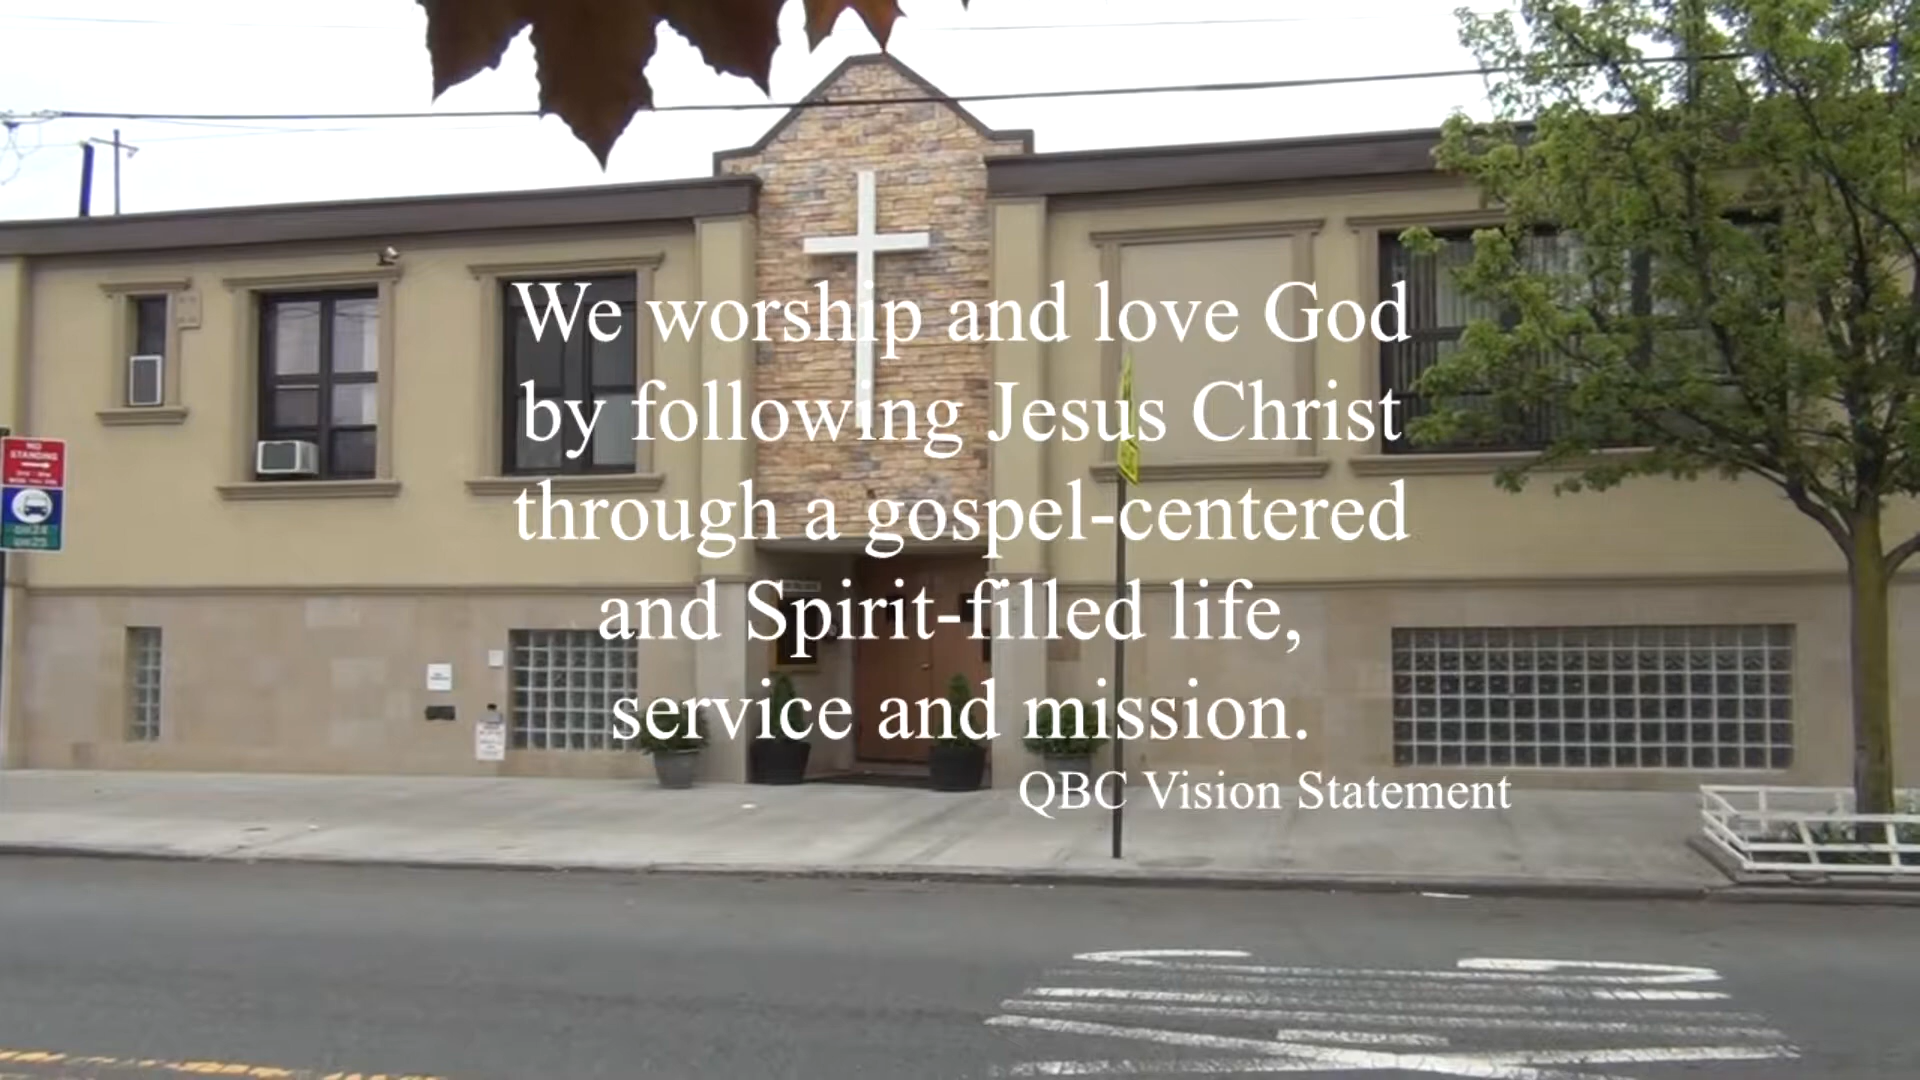 We worship and love God
by following Jesus Christ
through a gospel-centered
and Spirit-filled life,
service and mission.
QBC Vision Statement
NO
STANDING